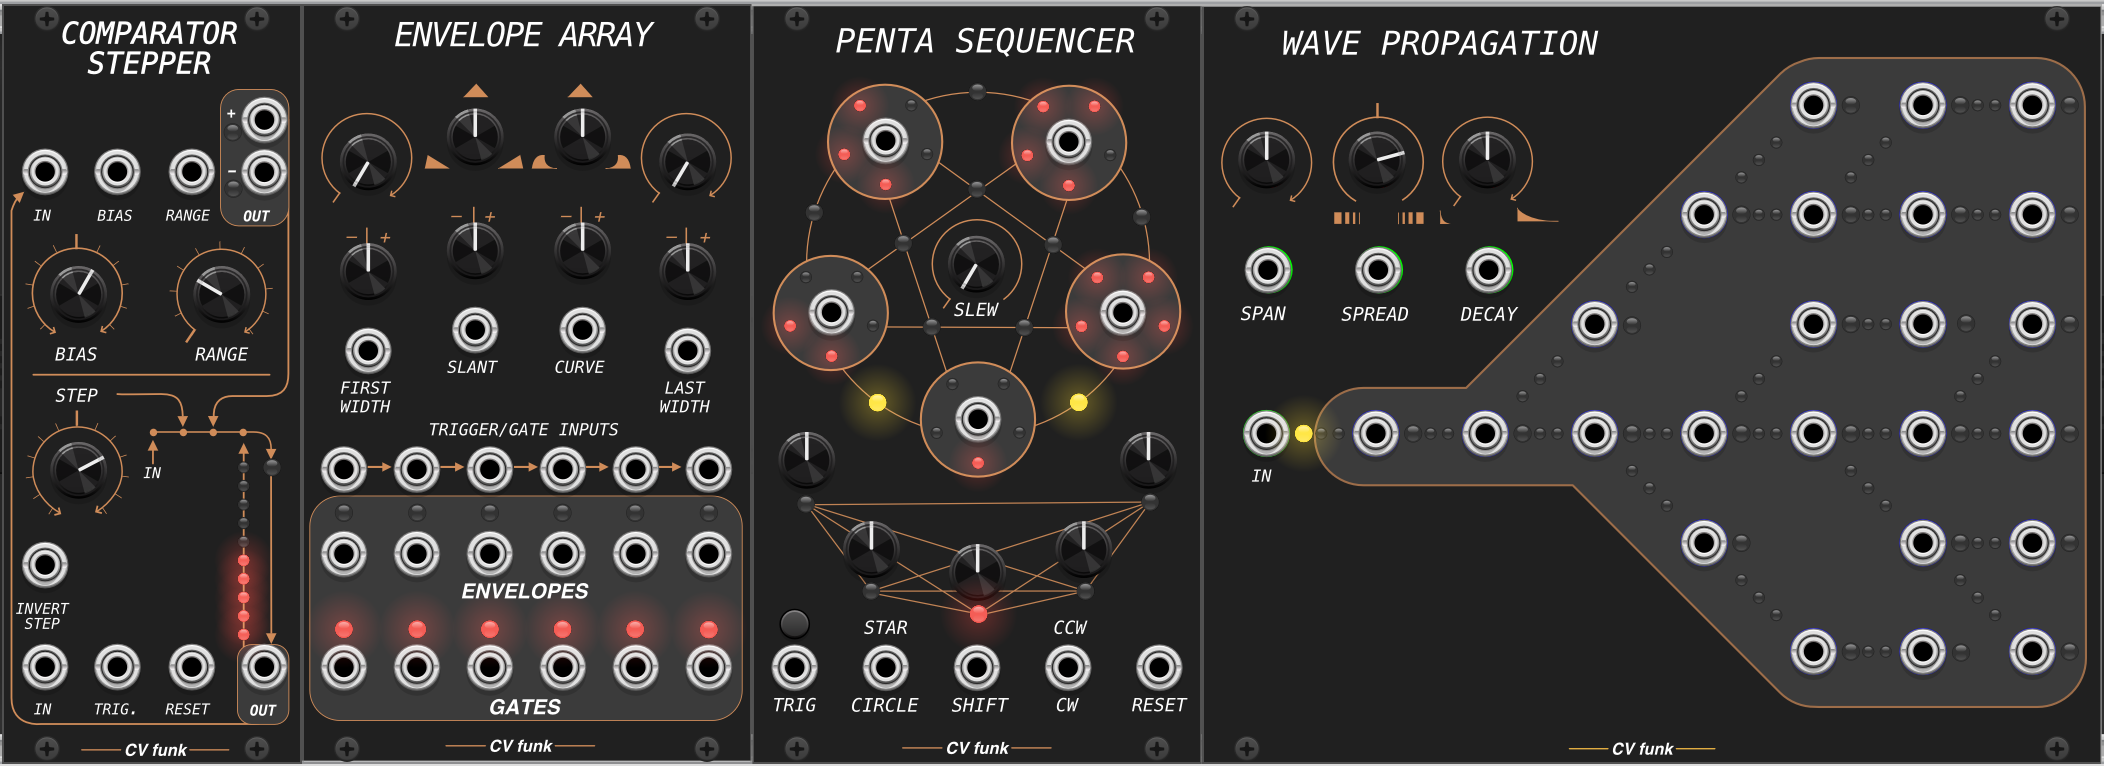 COMPARATOR
STEPPER
+
−
IN BIAS RANGE OUT
BIAS RANGE
STEP
IN
INVERT
STEP
IN TRIG. RESET OUT
CV funk
ENVELOPE ARRAY
− + − +
− + − +
SLANT CURVE
FIRST
WIDTH
LAST
WIDTH
TRIGGER/GATE INPUTS
ENVELOPES
GATES
CV funk
PENTA SEQUENCER
SLEW
STAR CCW
TRIG CIRCLE SHIFT CW RESET
CV funk
WAVE PROPAGATION
SPAN SPREAD DECAY
IN
CV funk